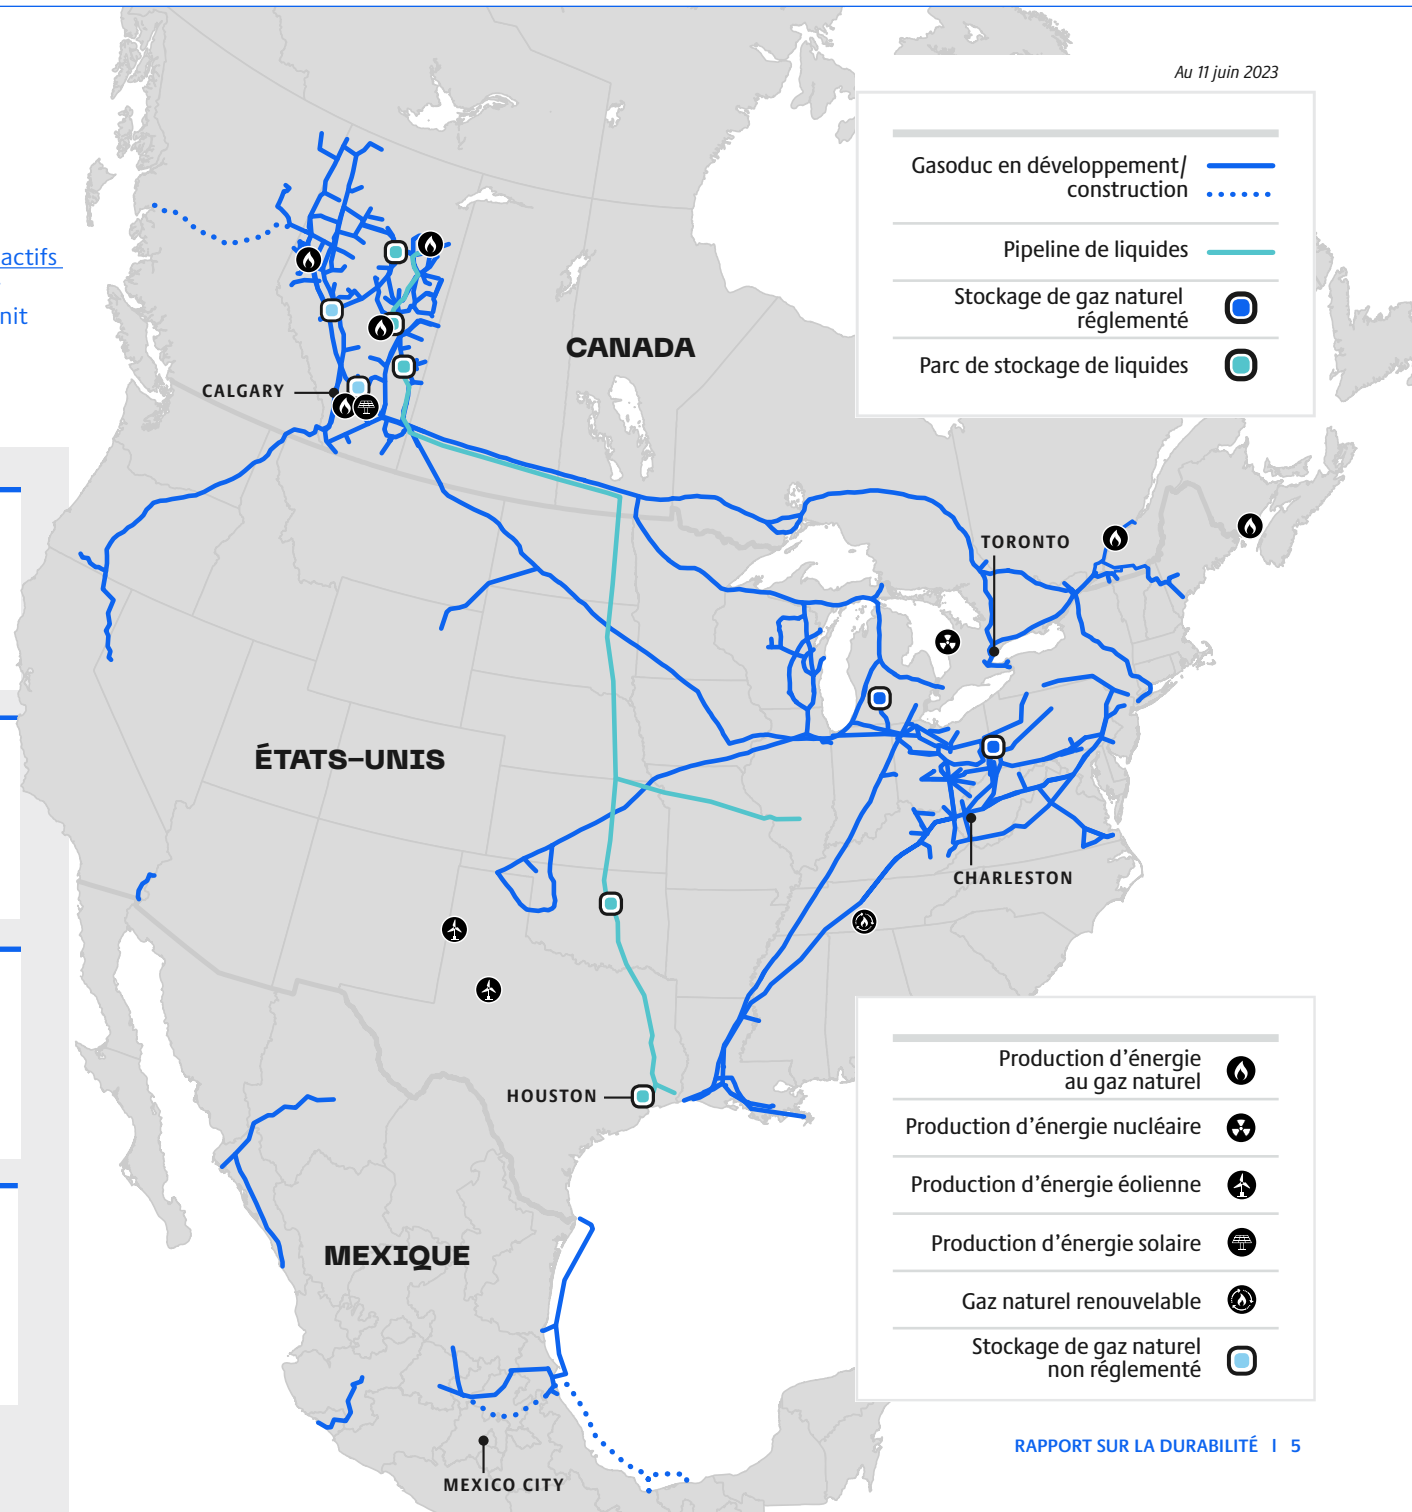 Au 11 juin 2023
actifs
nit
Gasoduc en développement/
construction
Pipeline de liquides
Stockage de gaz naturel
réglementé
Parc de stockage de liquides
CANADA
CALGARY
TORONTO
ÉTATS-UNIS
CHARLESTON
HOUSTON
MEXIQUE
MEXICO CITY
Production d'énergie
au gaz naturel
Production d'énergie nucléaire
Production d'énergie éolienne
Production d'énergie solaire
Gaz naturel renouvelable
Stockage de gaz naturel
non réglementé
RAPPORT SUR LA DURABILITÉ I 5